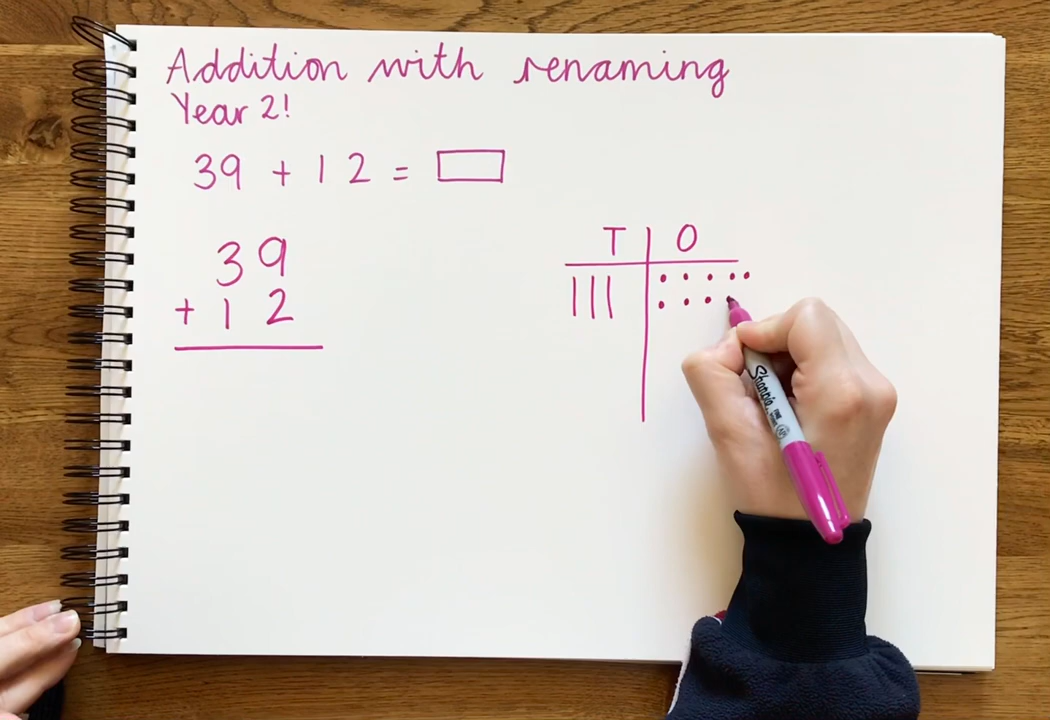 Addition with renaming
Year 2!
39 + 12 =
39
+ 12
T O
Sharpie